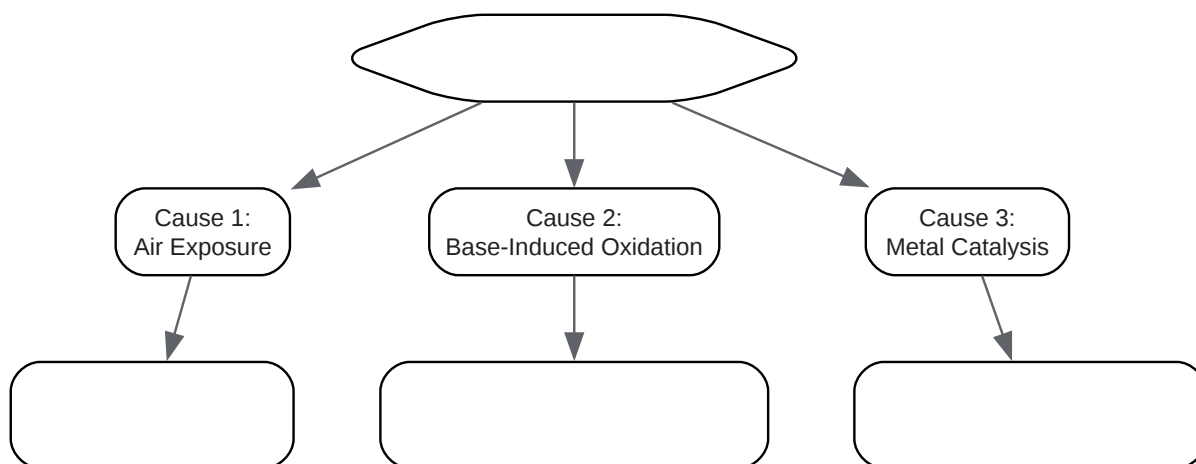 Cause 1:
Air Exposure
Cause 2:
Base-Induced Oxidation
Cause 3:
Metal Catalysis